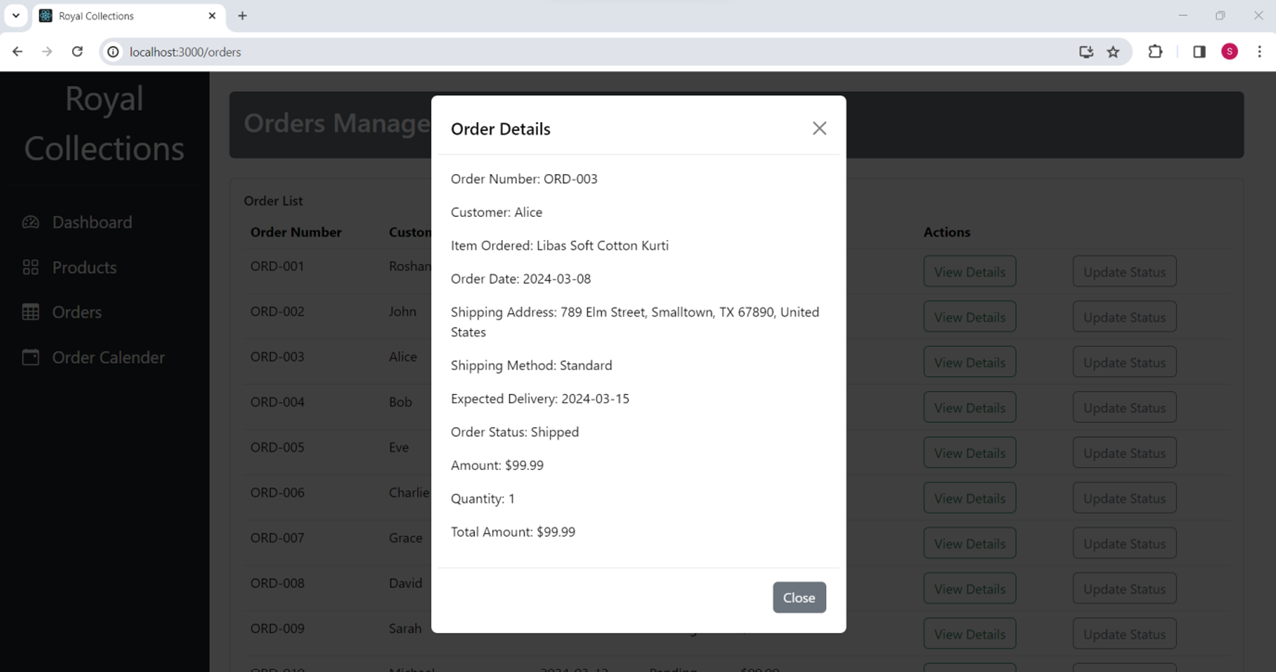 Royal Collections
localhost:3000/orders
S
Royal
Collections
Dashboard
Products
Orders
Order Calender
Orders Manage
Order List
Order Number Custom Actions
ORD-001 Roshan View Details Update Status
ORD-002 John View Details Update Status
ORD-003 Alice View Details Update Status
ORD-004 Bob View Details Update Status
ORD-005 Eve View Details Update Status
ORD-006 Charlie View Details Update Status
ORD-007 Grace View Details Update Status
ORD-008 David View Details Update Status
ORD-009 Sarah View Details Update Status
Order Details
Order Number: ORD-003
Customer: Alice
Item Ordered: Libas Soft Cotton Kurti
Order Date: 2024-03-08
Shipping Address: 789 Elm Street, Smalltown, TX 67890, United
States
Shipping Method: Standard
Expected Delivery: 2024-03-15
Order Status: Shipped
Amount: $99.99
Quantity: 1
Total Amount: $99.99
Close